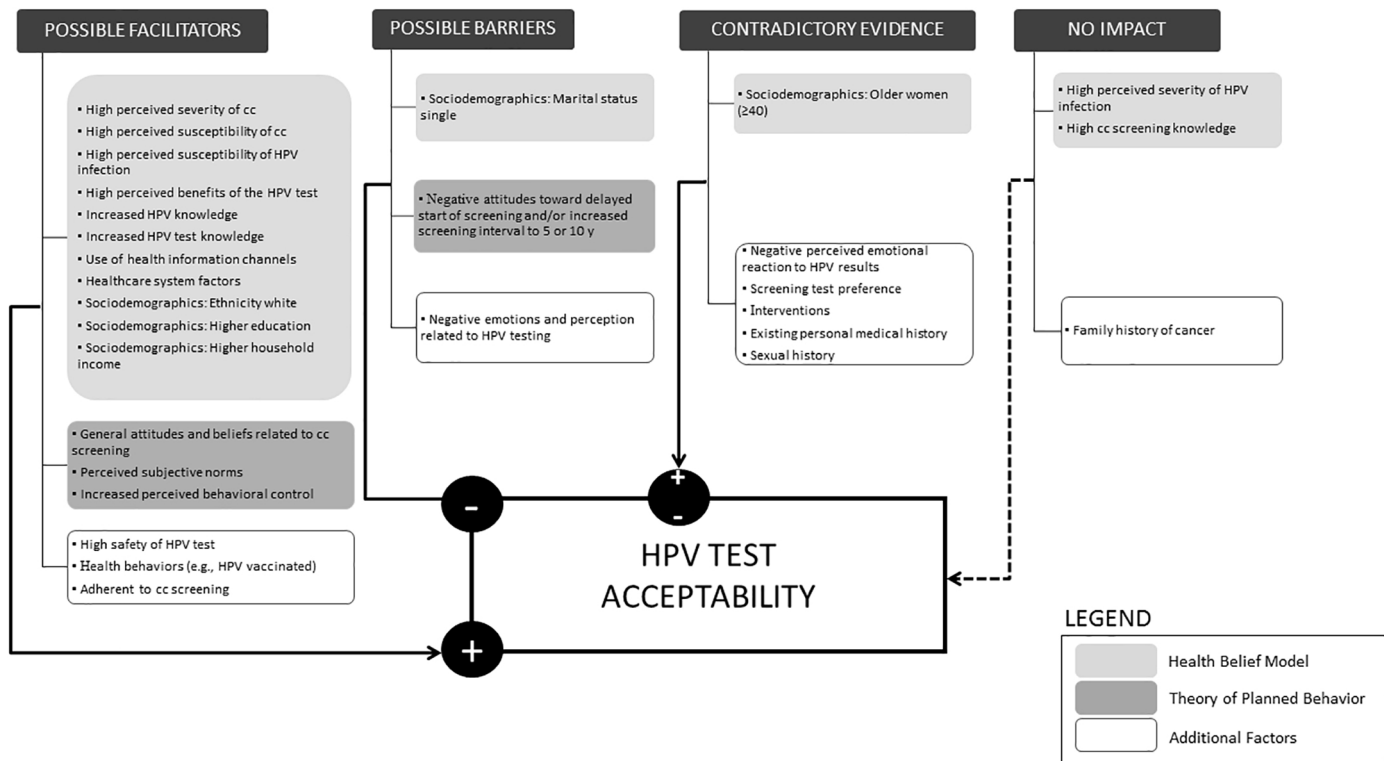 POSSIBLE FACILITATORS
▪ High perceived severity of cc
▪ High perceived susceptibility of cc
▪ High perceived susceptibility of HPV
infection
▪ High perceived benefits of the HPV test
▪ Increased HPV knowledge
▪ Increased HPV test knowledge
▪ Use of health information channels
▪ Healthcare system factors
▪ Sociodemographics: Ethnicity white
▪ Sociodemographics: Higher education
▪ Sociodemographics: Higher household
income
▪ General attitudes and beliefs related to cc
screening
▪ Perceived subjective norms
▪ Increased perceived behavioral control
▪ High safety of HPV test
▪ Health behaviors (e.g., HPV vaccinated)
▪ Adherent to cc screening
POSSIBLE BARRIERS
▪ Sociodemographics: Marital status
single
▪ Negative attitudes toward delayed
start of screening and/or increased
screening interval to 5 or 10 y
▪ Negative emotions and perception
related to HPV testing
CONTRADICTORY EVIDENCE
▪ Sociodemographics: Older women
(≥40)
▪ Negative perceived emotional
reaction to HPV results
▪ Screening test preference
▪ Interventions
▪ Existing personal medical history
▪ Sexual history
NO IMPACT
▪ High perceived severity of HPV
infection
▪ High cc screening knowledge
▪ Family history of cancer
-
+
-
+
HPV TEST
ACCEPTABILITY
LEGEND
Health Belief Model
Theory of Planned Behavior
Additional Factors